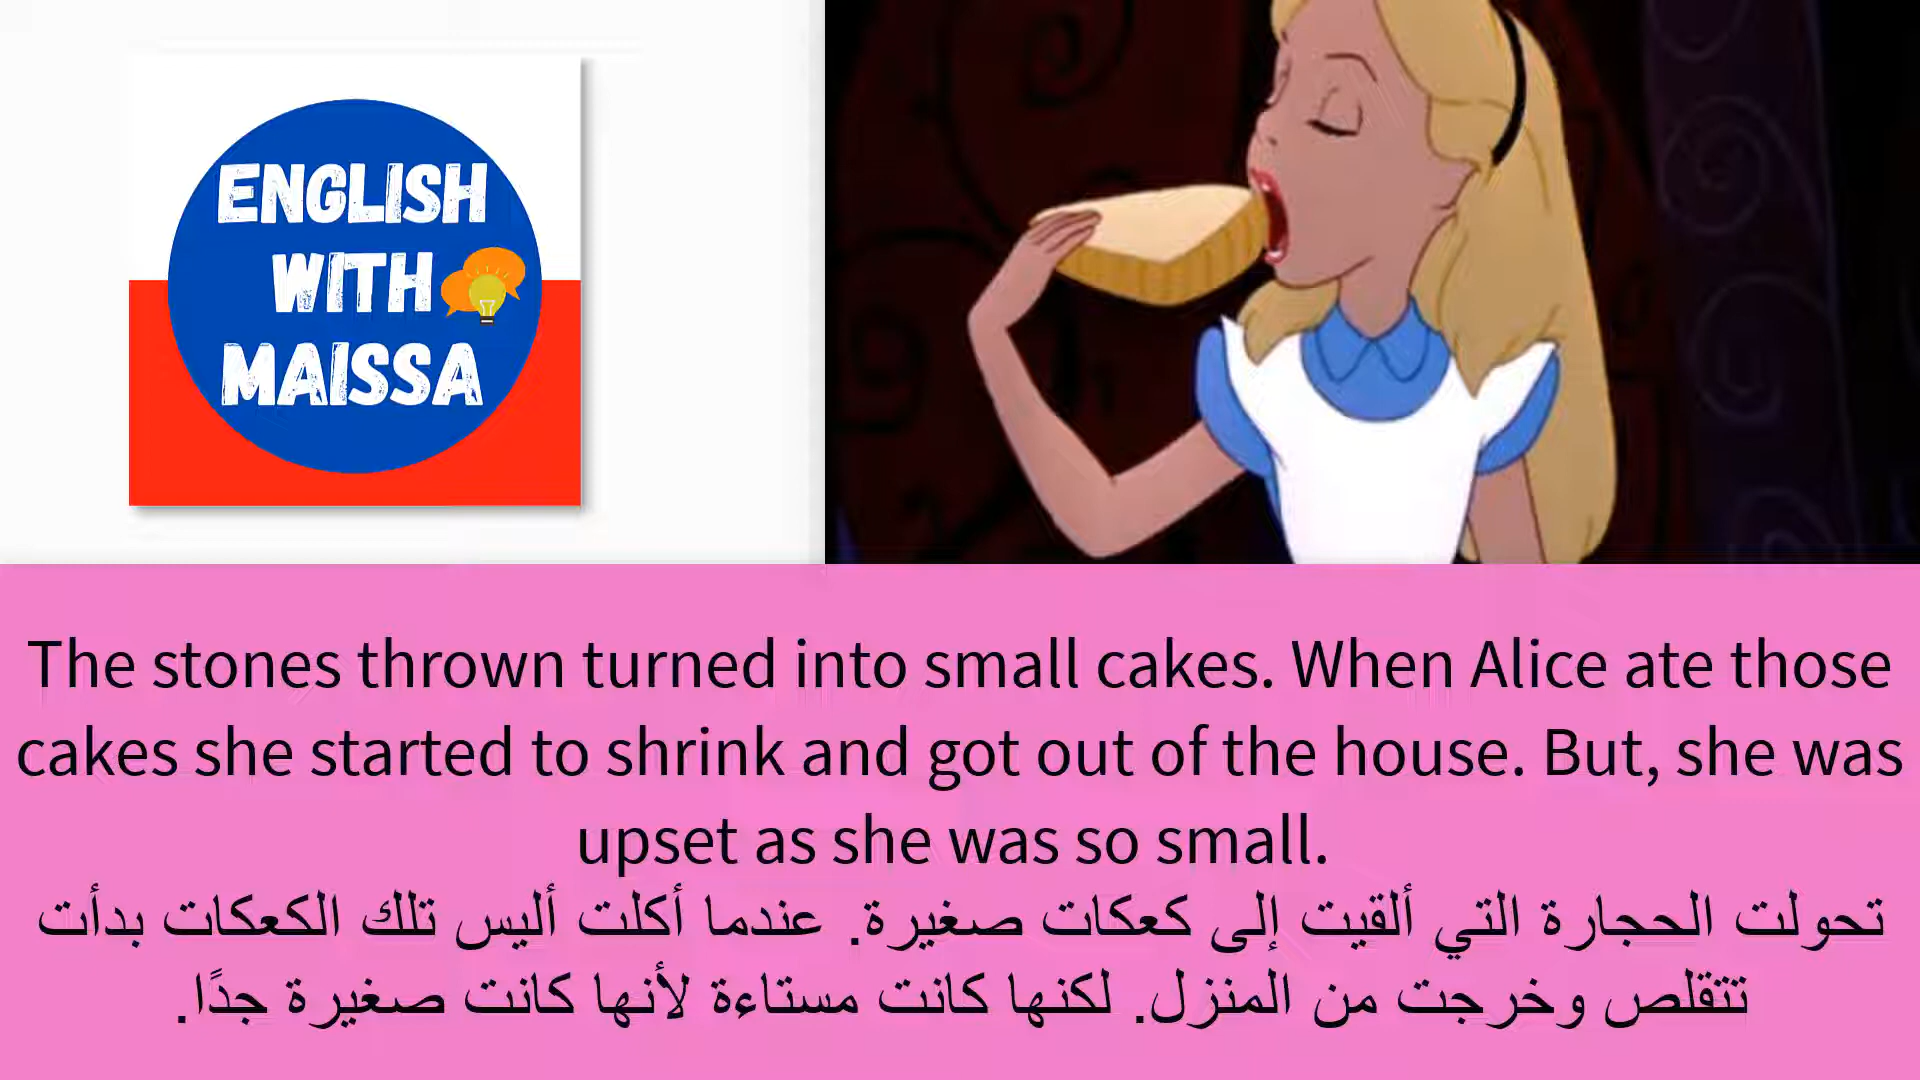 ENGLISH
WITH
MAISSA
The stones thrown turned into small cakes. When Alice ate those
cakes she started to shrink and got out of the house. But, she was
upset as she was so small.
تحولت الحجارة التي ألقيت إلى كعكات صغيرة. عندما أكلت أليس تلك الكعكات بدأت
تتقلص وخرجت من المنزل. لكنها كانت مستاءة لأنها كانت صغيرة جدًا.